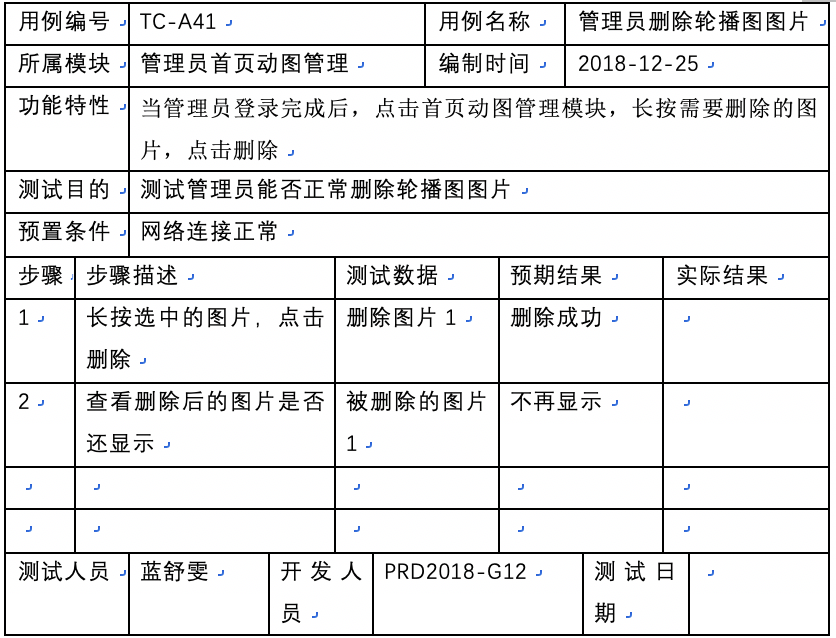 用例编号 TC-A41 用例名称 管理员删除轮播图图片
所属模块 管理员首页动图管理 编制时间 2018-12-25
功能特性 当管理员登录完成后，点击首页动图管理模块，长按需要删除的图
片，点击删除
测试目的 测试管理员能否正常删除轮播图图片
预置条件 网络连接正常
步骤 步骤描述 测试数据 预期结果 实际结果
1 长按选中的图片，点击 删除图片 1 删除成功
删除
2 查看删除后的图片是否 被删除的图片 不再显示
还显示 1
测试人员 蓝舒雯 开发人 PRD2018-G12 测试日
员 期